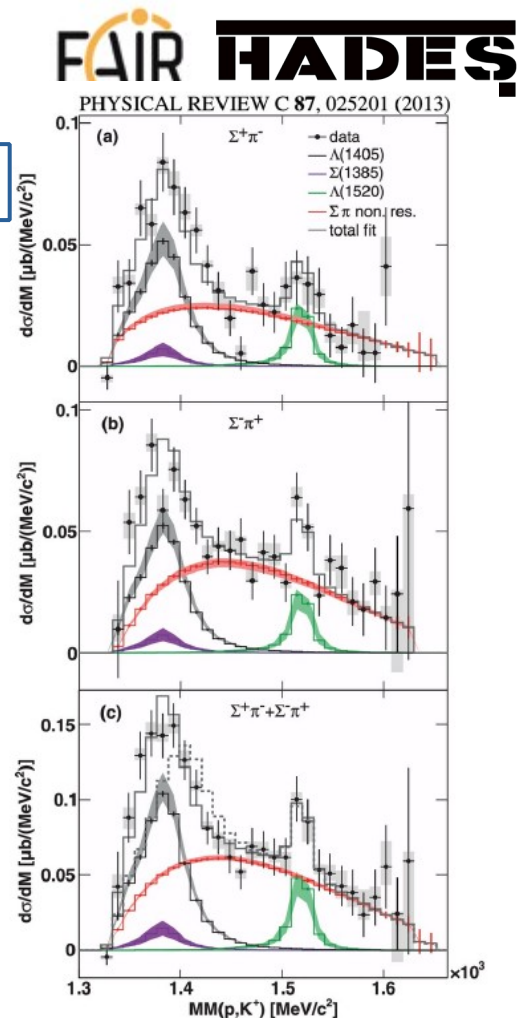 FAIR HADES
PHYSICAL REVIEW C 87, 025201 (2013)
0.1
(a)
Σ⁺π⁻
data
Λ(1405)
Σ(1385)
Λ(1520)
Σ π non. res.
total fit
dσ/dM [μb/(MeV/c²)]
0.05
0
0.1
(b)
Σ⁻π⁺
dσ/dM [μb/(MeV/c²)]
0.05
0
(c)
Σ⁺π⁻+Σ⁻π⁺
0.15
dσ/dM [μb/(MeV/c²)]
0.1
0.05
0
1.3 1.4 1.5 1.6 ×10³
MM(p,K⁺) [MeV/c²]